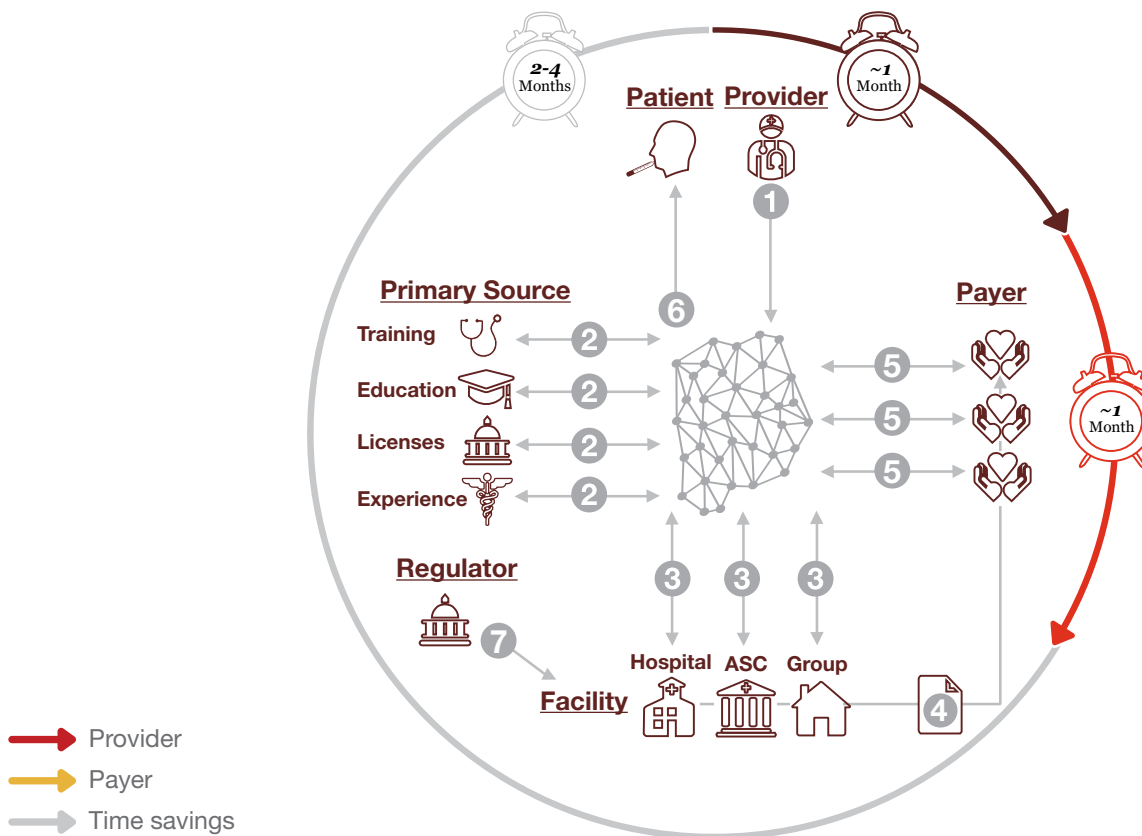 2-4
Months
~1
Month
Patient
Provider
1
Primary Source
6
Payer
Training
2
5
Education
2
5
~1
Month
Licenses
2
5
Experience
2
Regulator
3
3
3
7
Hospital
ASC
Group
Facility
4
Provider
Payer
Time savings